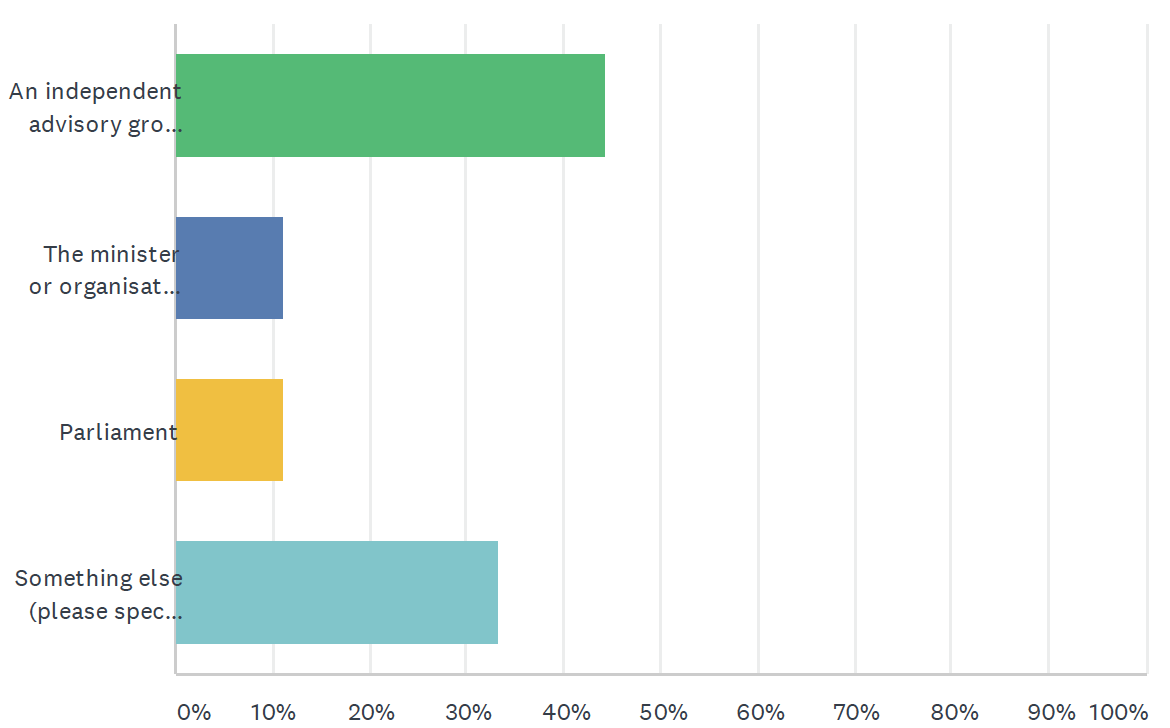 An independent
advisory gro...
The minister
or organisat...
Parliament
Something else
(please spec...
0% 10% 20% 30% 40% 50% 60% 70% 80% 90% 100%